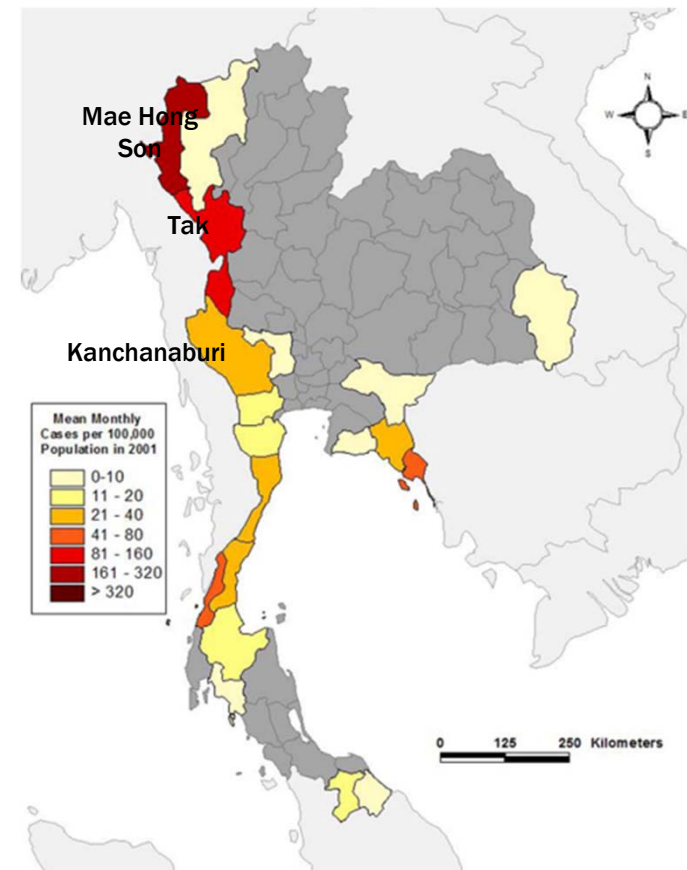 N
W
E
S
Mae Hong
Son
Tak
Kanchanaburi
Mean Monthly
Cases per 100,000
Population in 2001
0-10
11 - 20
21 - 40
41 - 80
81 - 160
161 - 320
> 320
0 125 250 Kilometers